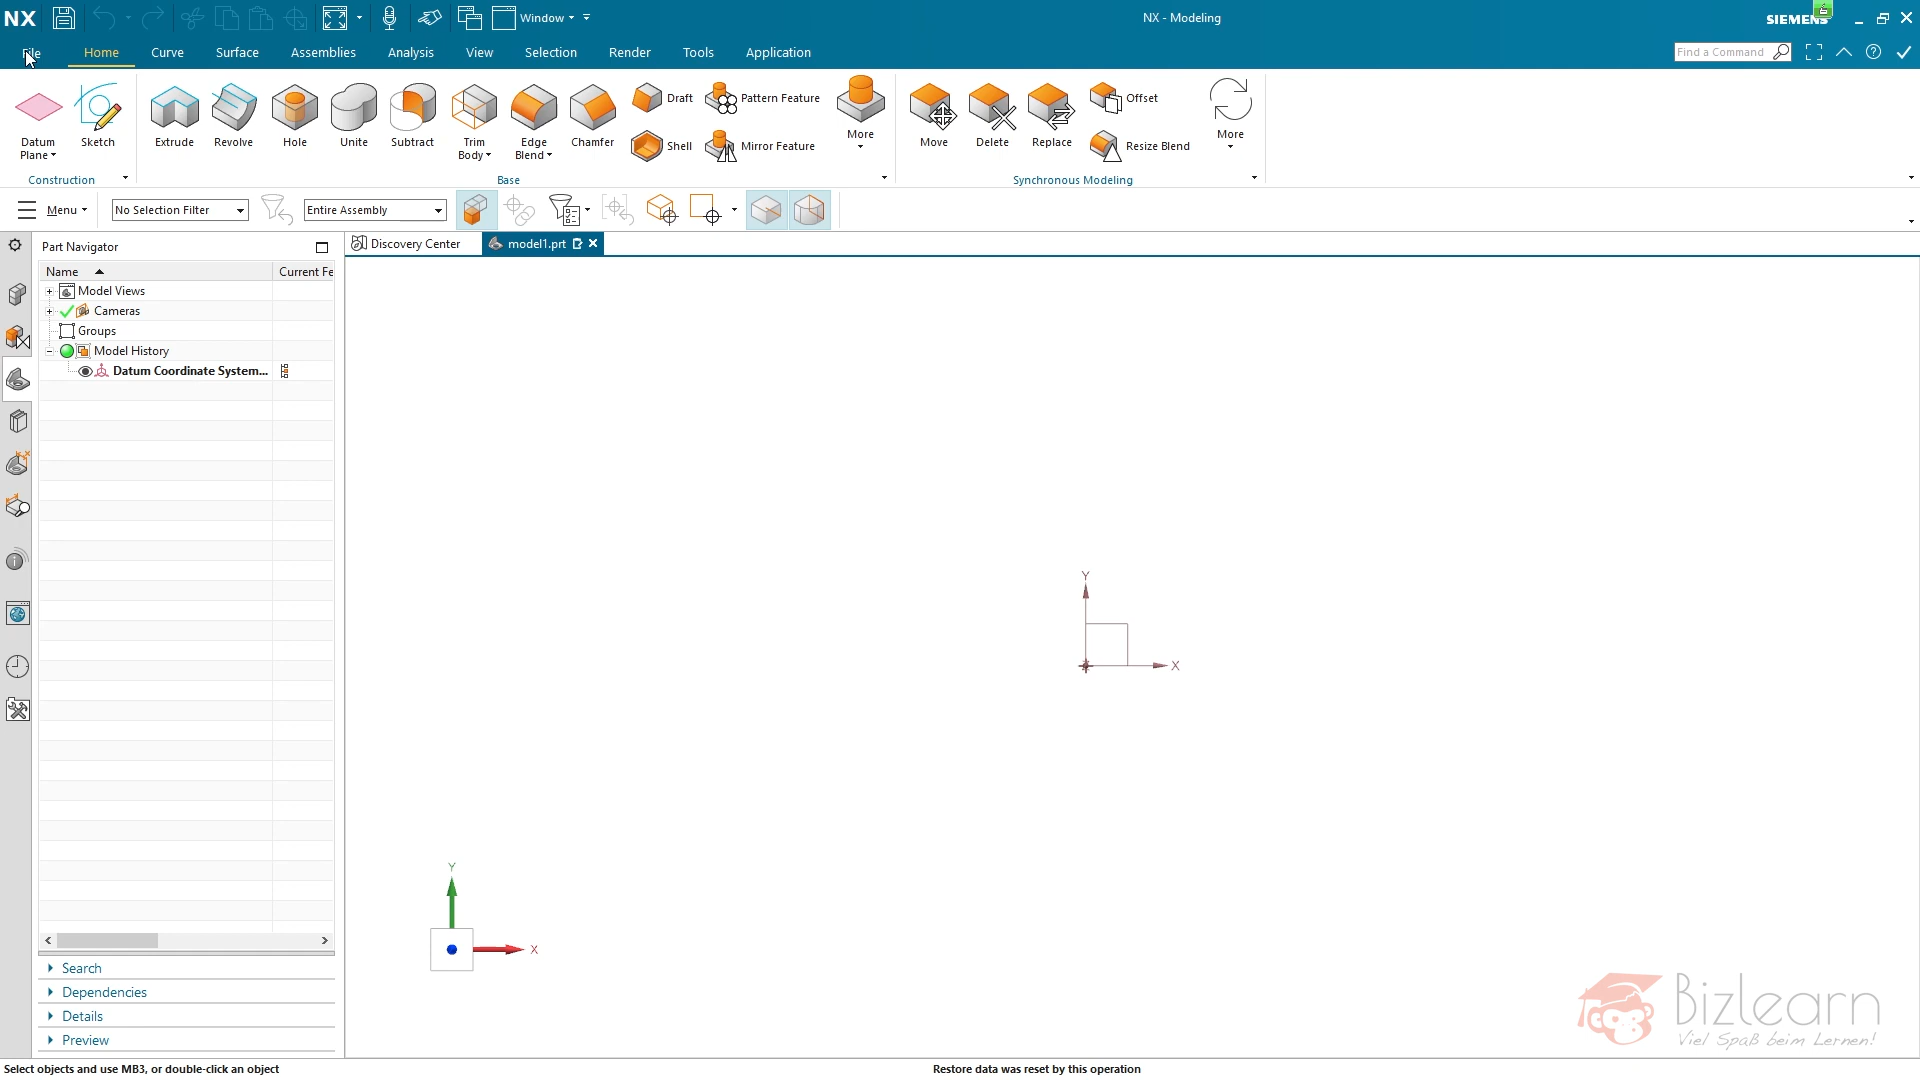 NX
Window
NX - Modeling
SIEMENS
File Home Curve Surface Assemblies Analysis View Selection Render Tools Application
Find a Command
Datum Plane
Sketch
Extrude
Revolve
Hole
Unite
Subtract
Trim Body
Edge Blend
Chamfer
Draft
Shell
Pattern Feature
Mirror Feature
More
Move
Delete
Replace
Offset
Resize Blend
More
Construction
Base
Synchronous Modeling
Menu
No Selection Filter
Entire Assembly
Part Navigator
Discovery Center
model1.prt
Name
Current Fe
Model Views
Cameras
Groups
Model History
Datum Coordinate System...
Y
X
Y
X
Search
Dependencies
Details
Preview
Bizlearn
Viel Spaß beim Lernen!
Select objects and use MB3, or double-click an object
Restore data was reset by this operation